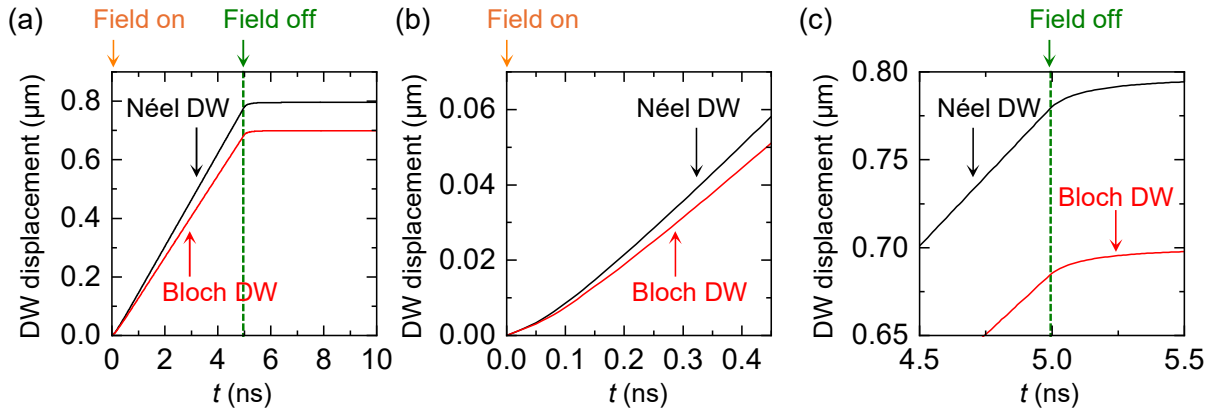 (a)
Field on
Field off
DW displacement (μm)
0.8
0.6
0.4
0.2
0.0
Néel DW
Bloch DW
0 2 4 6 8 10
t (ns)
(b)
Field on
DW displacement (μm)
0.06
0.04
0.02
0.00
Néel DW
Bloch DW
0.0 0.1 0.2 0.3 0.4
t (ns)
(c)
Field off
DW displacement (μm)
0.80
0.75
0.70
0.65
Néel DW
Bloch DW
4.5 5.0 5.5
t (ns)